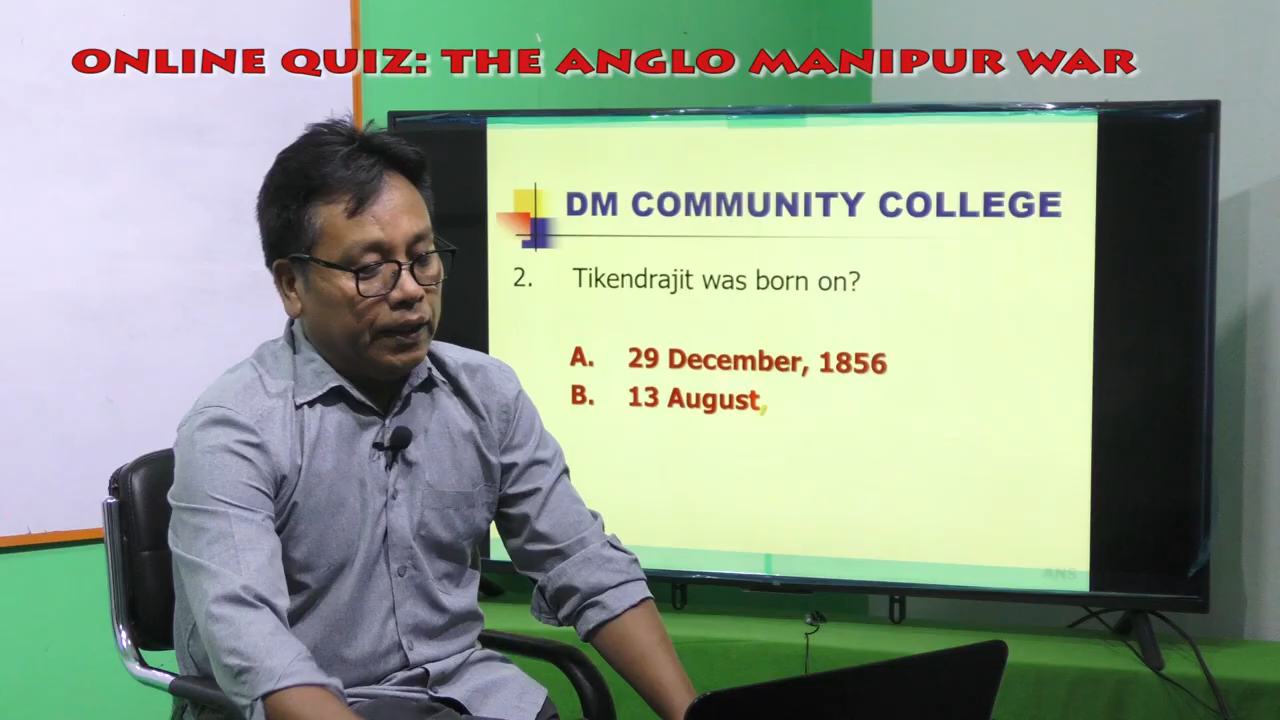 ONLINE QUIZ: THE ANGLO MANIPUR WAR
DM COMMUNITY COLLEGE
2. Tikendrajit was born on?
A. 29 December, 1856
B. 13 August,
ANS